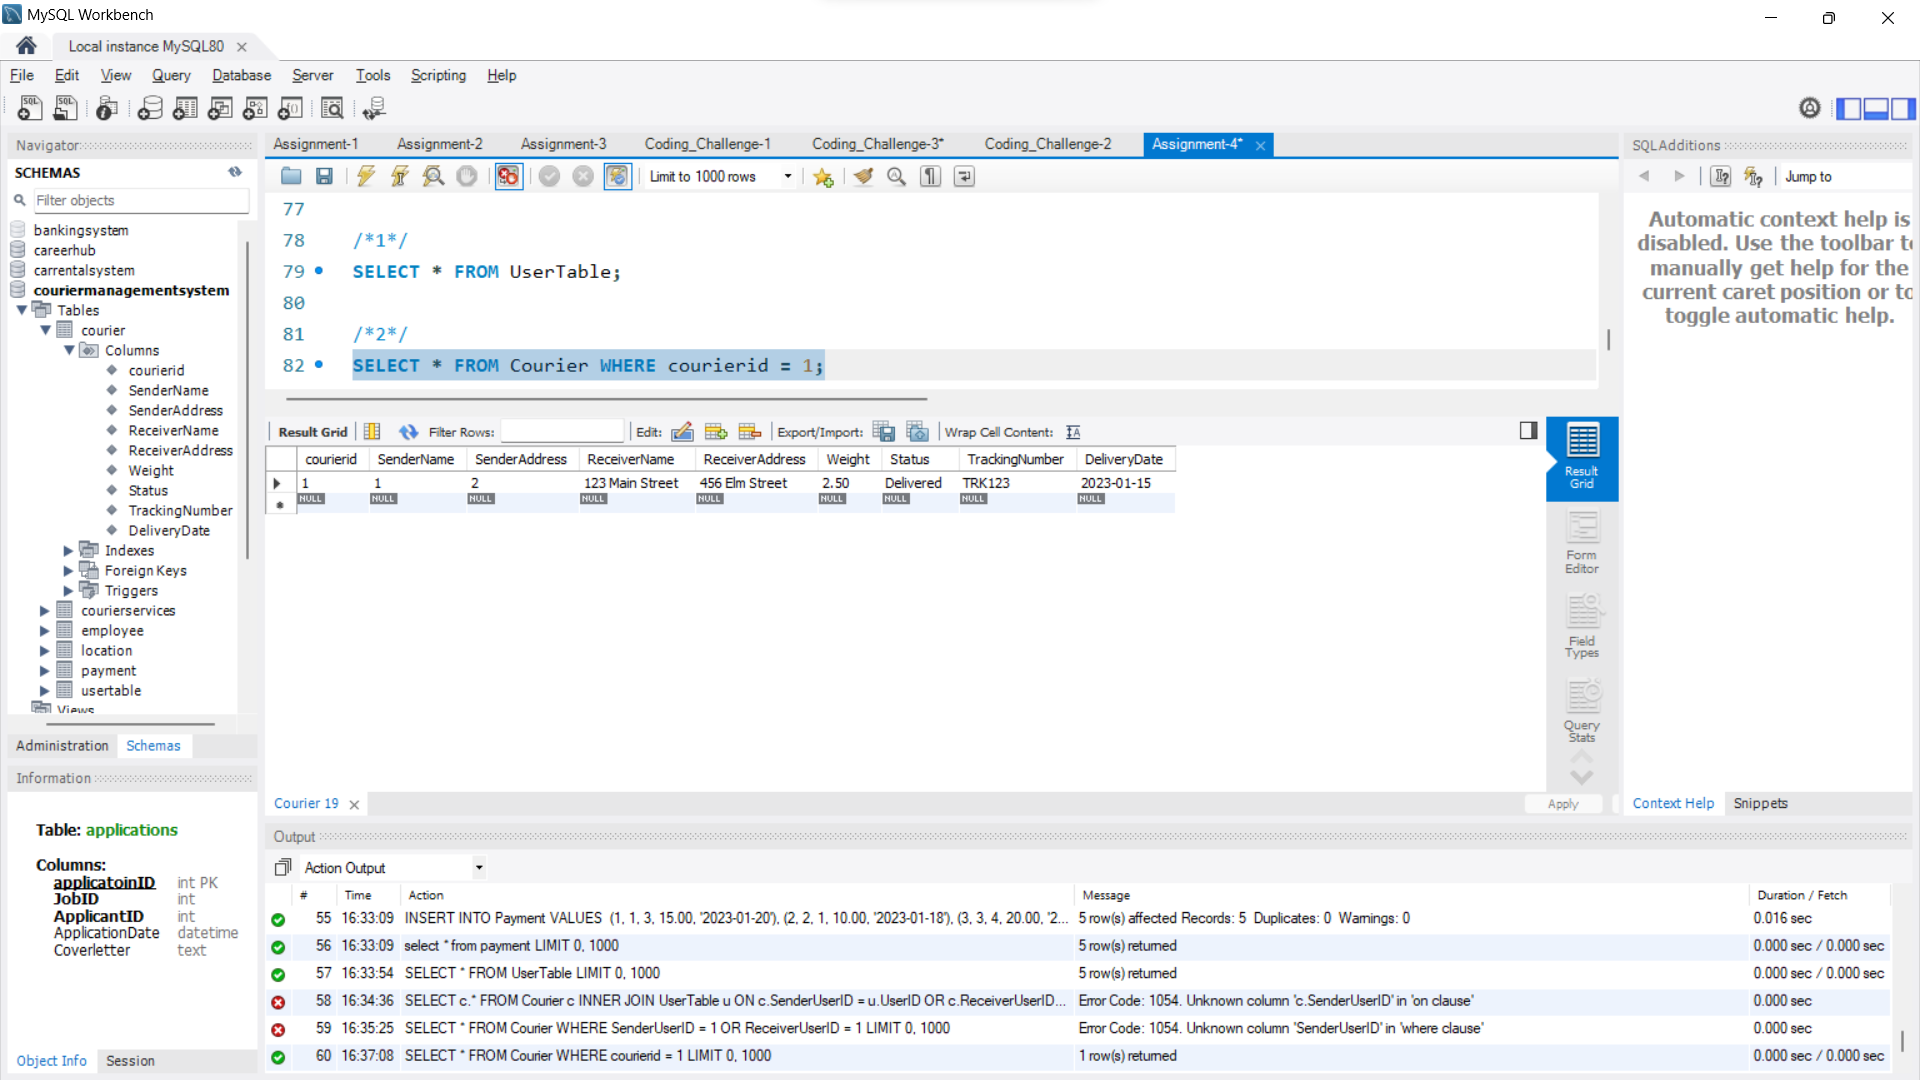 MySQL Workbench
Local instance MySQL80
File Edit View Query Database Server Tools Scripting Help
Navigator
SCHEMAS
Filter objects
bankingsystem
careerhub
carrentalsystem
couriermanagementsystem
Tables
courier
Columns
courierid
SenderName
SenderAddress
ReceiverName
ReceiverAddress
Weight
Status
TrackingNumber
DeliveryDate
Indexes
Foreign Keys
Triggers
courierservices
employee
location
payment
usertable
Views
Administration Schemas
Information
Table: applications
Columns:
applicatoinID int PK
JobID int
ApplicantID int
ApplicationDate datetime
Coverletter text
Object Info Session
Assignment-1 Assignment-2 Assignment-3 Coding_Challenge-1 Coding_Challenge-3* Coding_Challenge-2 Assignment-4*
Limit to 1000 rows
77
78 /*1*/
79 SELECT * FROM UserTable;
80
81 /*2*/
82 SELECT * FROM Courier WHERE courierid = 1;
Result Grid Filter Rows: Edit: Export/Import: Wrap Cell Content:
courierid SenderName SenderAddress ReceiverName ReceiverAddress Weight Status TrackingNumber DeliveryDate
1 1 2 123 Main Street 456 Elm Street 2.50 Delivered TRK123 2023-01-15
NULL NULL NULL NULL NULL NULL NULL NULL NULL
Result Grid
Form Editor
Field Types
Query Stats
Courier 19
Apply
SQLAdditions
Jump to
Automatic context help is
disabled. Use the toolbar to
manually get help for the
current caret position or to
toggle automatic help.
Context Help Snippets
Output
Action Output
# Time Action Message Duration / Fetch
55 16:33:09 INSERT INTO Payment VALUES (1, 1, 3, 15.00, '2023-01-20'), (2, 2, 1, 10.00, '2023-01-18'), (3, 3, 4, 20.00, '2... 5 row(s) affected Records: 5 Duplicates: 0 Warnings: 0 0.016 sec
56 16:33:09 select * from payment LIMIT 0, 1000 5 row(s) returned 0.000 sec / 0.000 sec
57 16:33:54 SELECT * FROM UserTable LIMIT 0, 1000 5 row(s) returned 0.000 sec / 0.000 sec
58 16:34:36 SELECT c.* FROM Courier c INNER JOIN UserTable u ON c.SenderUserID = u.UserID OR c.ReceiverUserID... Error Code: 1054. Unknown column 'c.SenderUserID' in 'on clause' 0.000 sec
59 16:35:25 SELECT * FROM Courier WHERE SenderUserID = 1 OR ReceiverUserID = 1 LIMIT 0, 1000 Error Code: 1054. Unknown column 'SenderUserID' in 'where clause' 0.000 sec
60 16:37:08 SELECT * FROM Courier WHERE courierid = 1 LIMIT 0, 1000 1 row(s) returned 0.000 sec / 0.000 sec